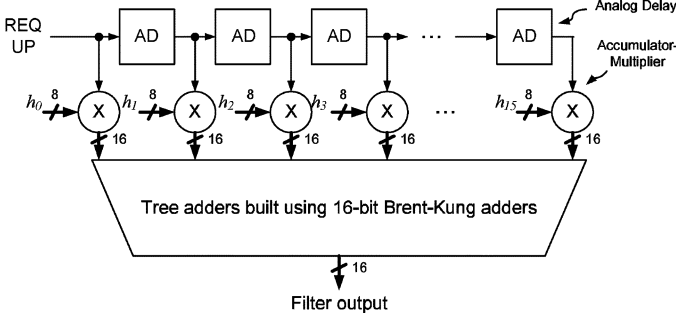 Analog Delay
REQ
UP
AD
AD
AD
...
AD
Accumulator-
Multiplier
h0
8
X
h1
8
X
h2
8
X
h3
8
X
...
h15
8
X
16
16
16
16
16
Tree adders built using 16-bit Brent-Kung adders
16
Filter output